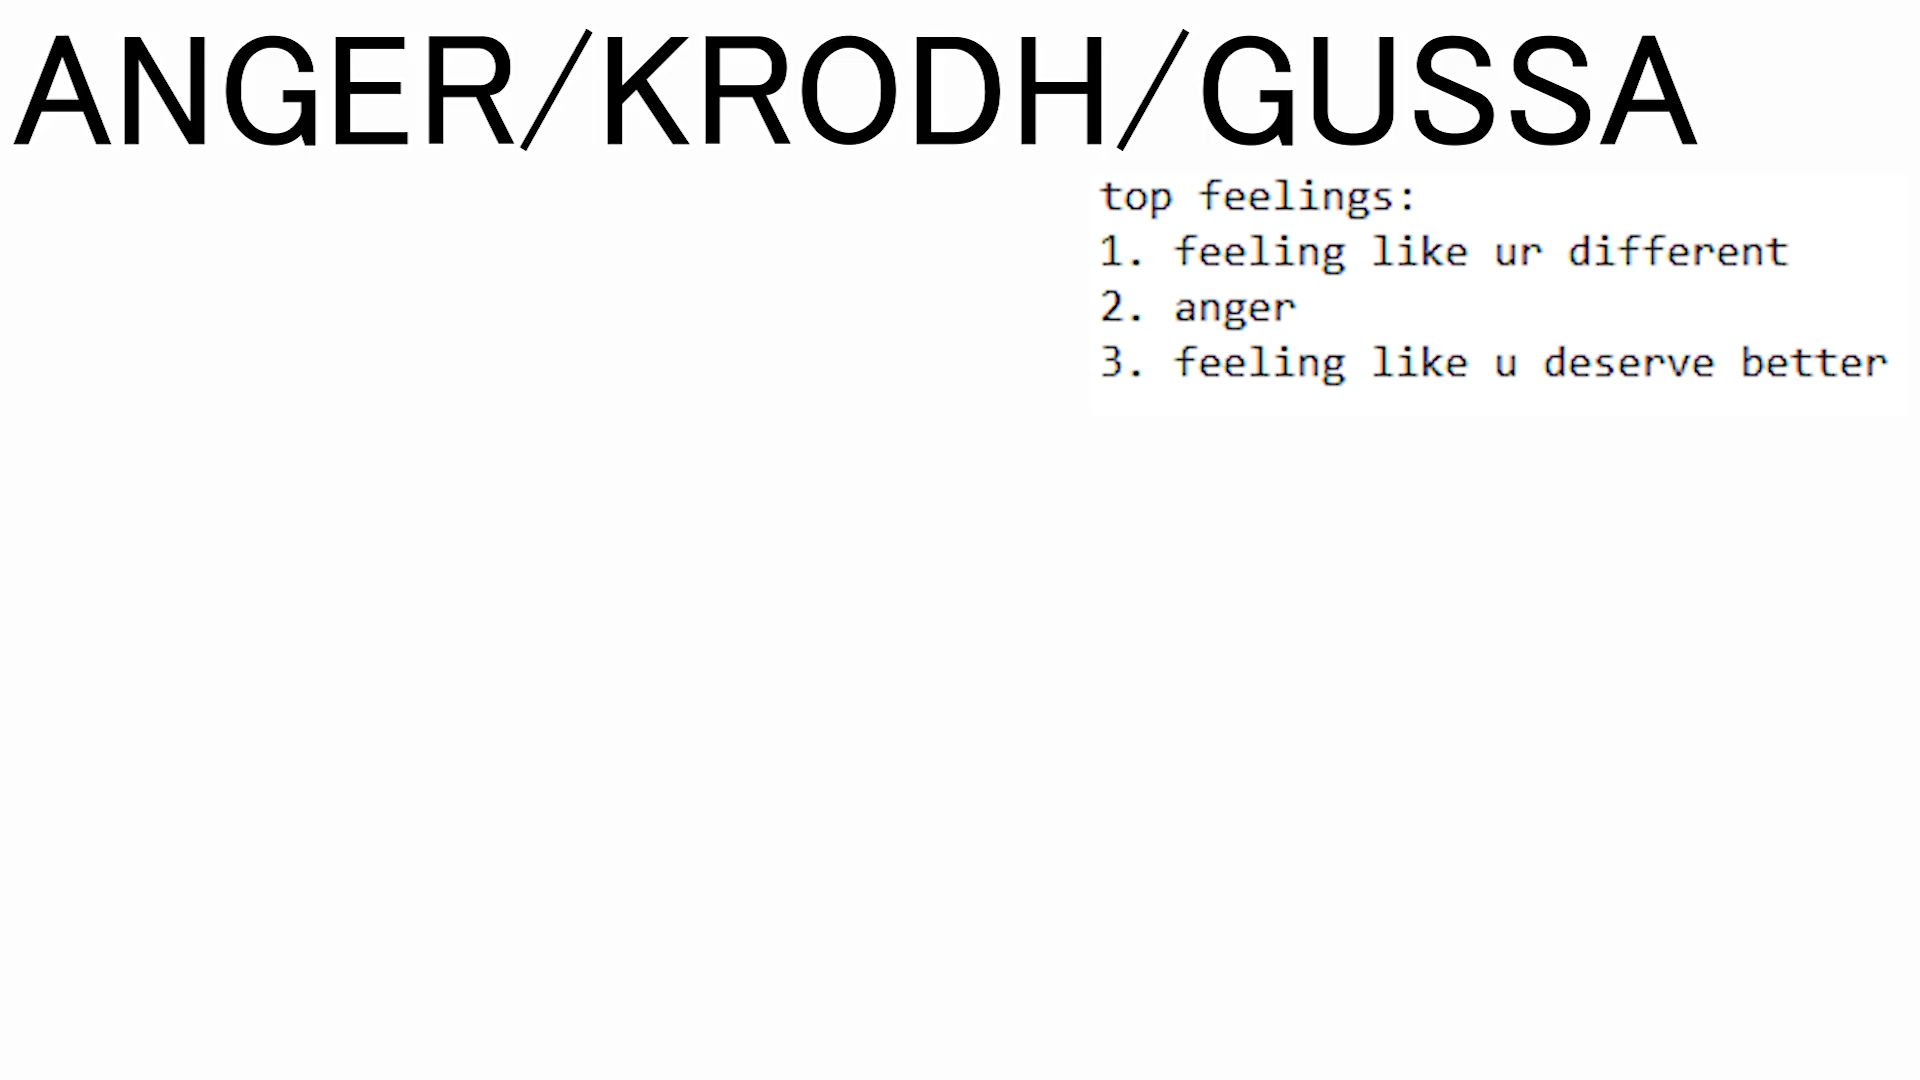 ANGER/KRODH/GUSSA
top feelings:
1. feeling like ur different
2. anger
3. feeling like u deserve better